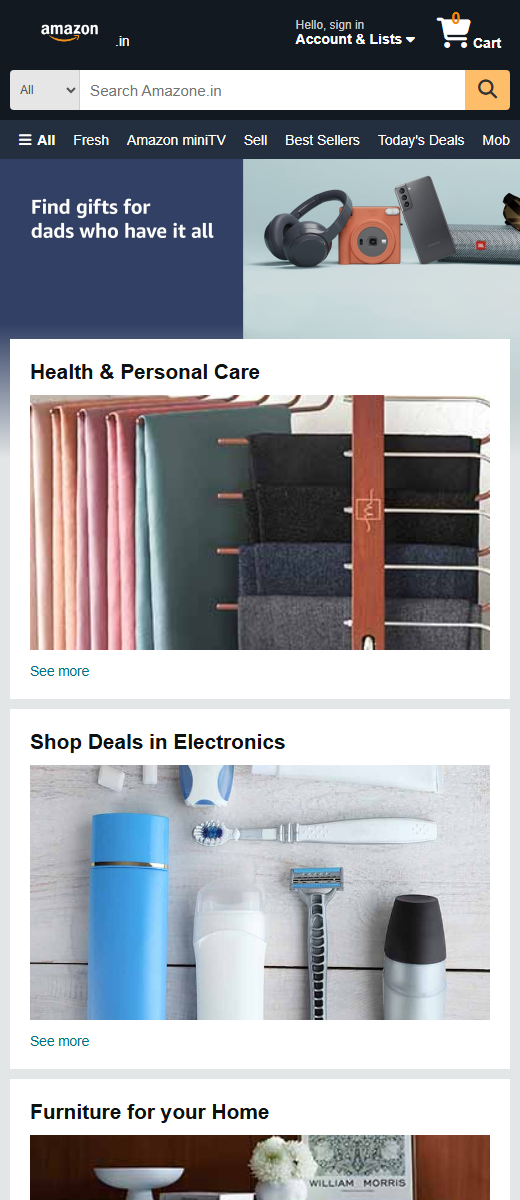 amazon
.in
Hello, sign in
Account & Lists
0
Cart
All
Search Amazone.in
All Fresh Amazon miniTV Sell Best Sellers Today's Deals Mob
Find gifts for
dads who have it all
JBL
Health & Personal Care
See more
Shop Deals in Electronics
See more
Furniture for your Home
WILLIAM MORRIS